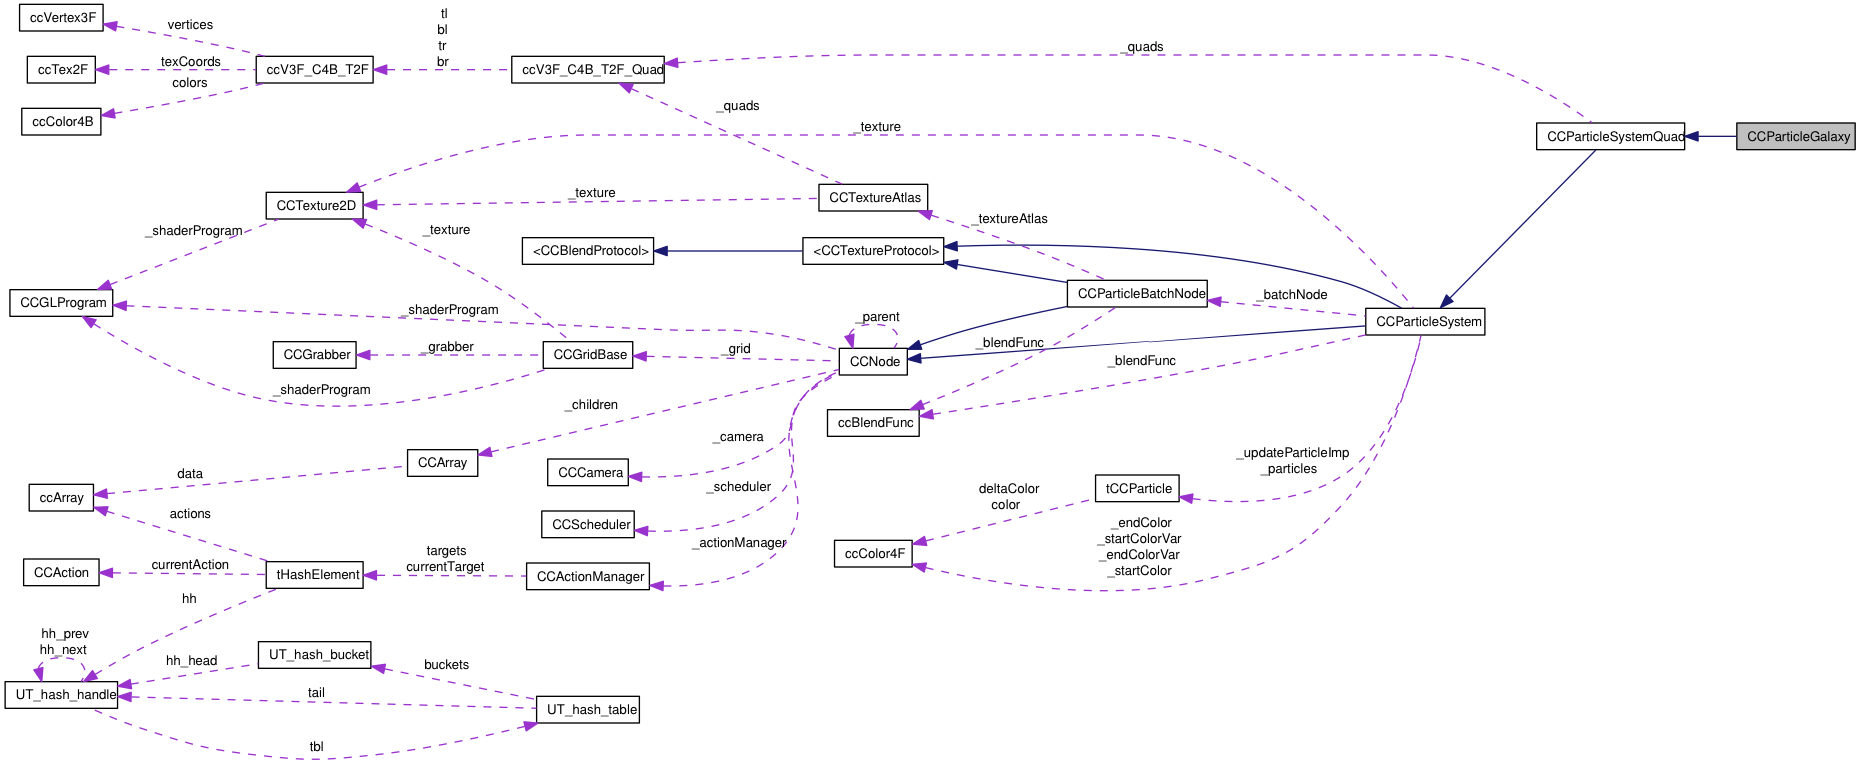 ccVertex3F
vertices
tl
bl
tr
br
_quads
ccTex2F
texCoords
ccV3F_C4B_T2F
ccV3F_C4B_T2F_Quad
colors
ccColor4B
_quads
_texture
CCParticleSystemQuad
CCParticleGalaxy
CCTexture2D
_texture
CCTextureAtlas
_shaderProgram
_texture
_textureAtlas
<CCBlendProtocol>
<CCTextureProtocol>
CCGLProgram
_shaderProgram
CCParticleBatchNode
_batchNode
_parent
CCParticleSystem
CCGrabber
_grabber
CCGridBase
_grid
CCNode
_blendFunc
_blendFunc
_shaderProgram
_children
ccBlendFunc
_camera
CCArray
data
CCCamera
_updateParticleImp
_particles
ccArray
_scheduler
deltaColor
color
tCCParticle
actions
CCScheduler
_endColor
_startColorVar
_endColorVar
_startColor
_actionManager
ccColor4F
CCAction
currentAction
tHashElement
targets
currentTarget
CCActionManager
hh
hh_prev
hh_next
hh_head
UT_hash_bucket
buckets
UT_hash_handle
tail
UT_hash_table
tbl